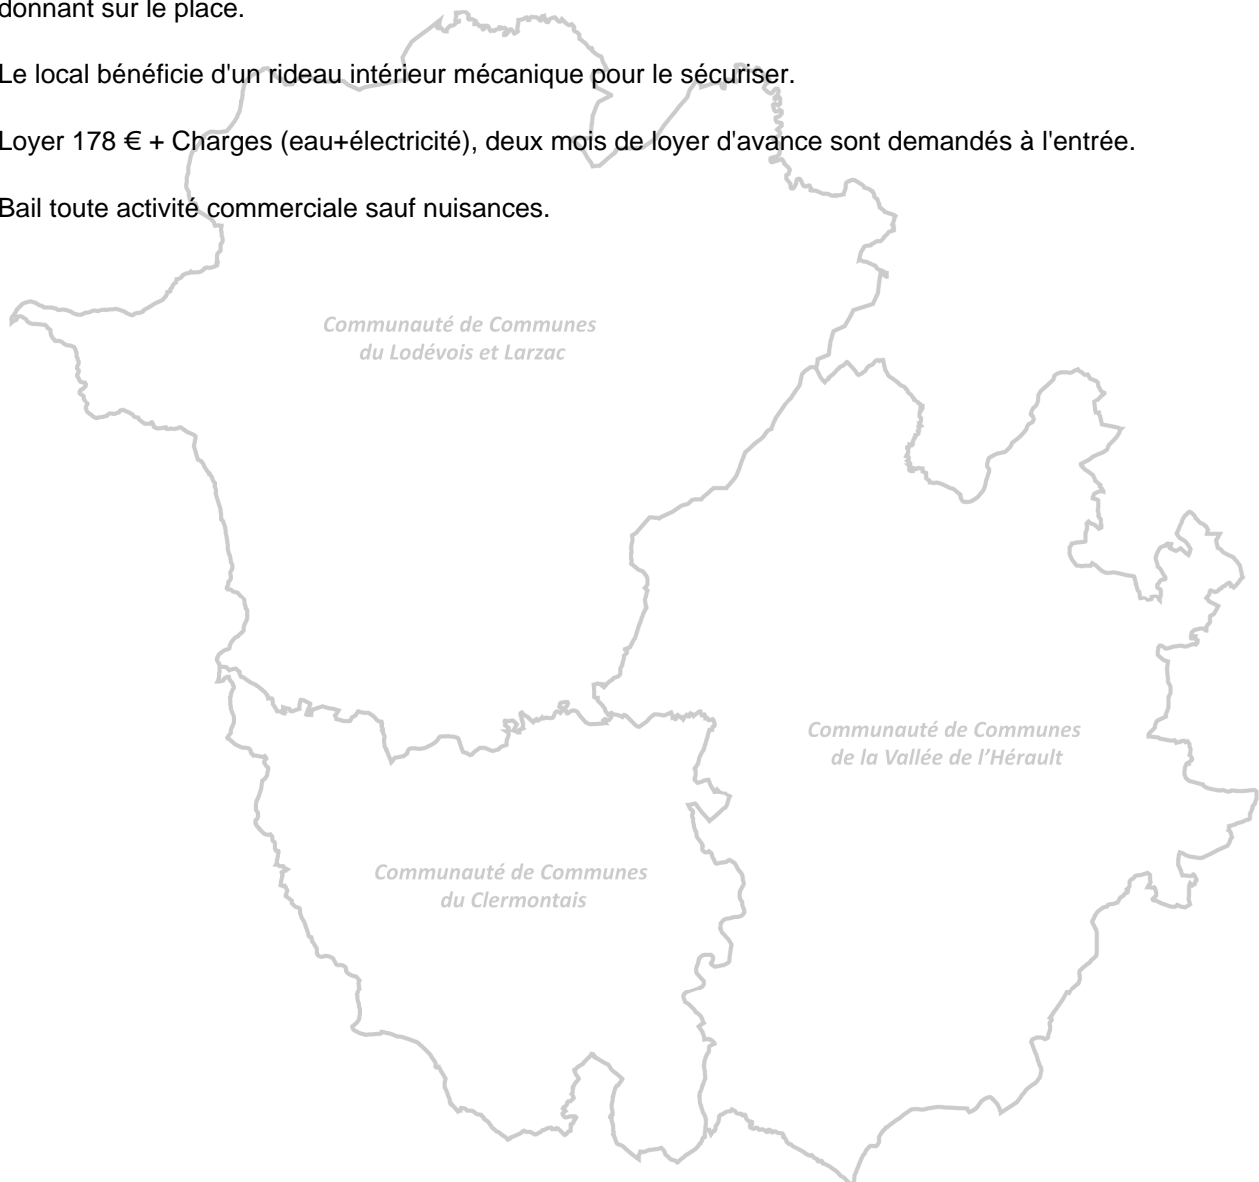 donnant sur le place.
Le local bénéficie d'un rideau intérieur mécanique pour le sécuriser.
Loyer 178 € + Charges (eau+électricité), deux mois de loyer d'avance sont demandés à l'entrée.
Bail toute activité commerciale sauf nuisances.
Communauté de Communes
du Lodévois et Larzac
Communauté de Communes
de la Vallée de l'Hérault
Communauté de Communes
du Clermontais